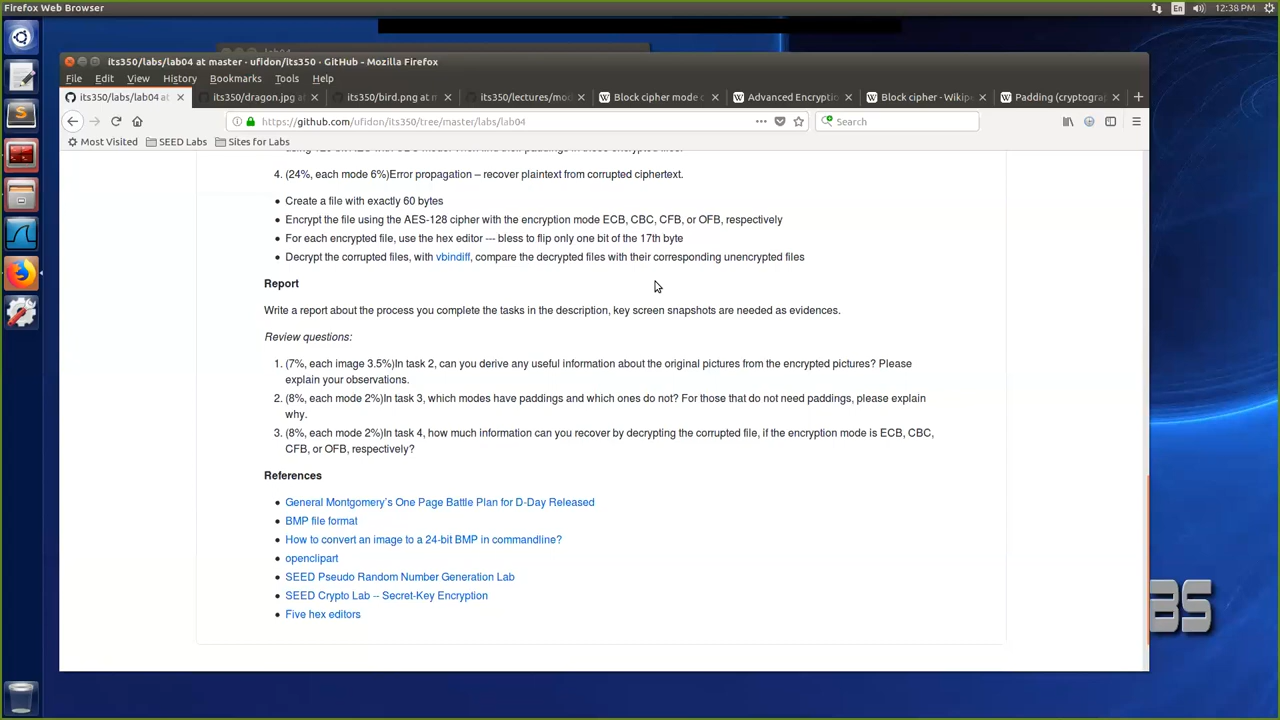 Firefox Web Browser
En
12:38 PM
its350/labs/lab04 at master · ufidon/its350 · GitHub - Mozilla Firefox
File Edit View History Bookmarks Tools Help
its350/labs/lab04 at
its350/dragon.jpg at
its350/bird.png at m
its350/lectures/mod
Block cipher mode o
Advanced Encryptio
Block cipher - Wikipe
Padding (cryptograp
https://github.com/ufidon/its350/tree/master/labs/lab04
Search
Most Visited
SEED Labs
Sites for Labs
4. (24%, each mode 6%)Error propagation – recover plaintext from corrupted ciphertext.
• Create a file with exactly 60 bytes
• Encrypt the file using the AES-128 cipher with the encryption mode ECB, CBC, CFB, or OFB, respectively
• For each encrypted file, use the hex editor --- bless to flip only one bit of the 17th byte
• Decrypt the corrupted files, with vbindiff, compare the decrypted files with their corresponding unencrypted files
Report
Write a report about the process you complete the tasks in the description, key screen snapshots are needed as evidences.
Review questions:
1. (7%, each image 3.5%)In task 2, can you derive any useful information about the original pictures from the encrypted pictures? Please
explain your observations.
2. (8%, each mode 2%)In task 3, which modes have paddings and which ones do not? For those that do not need paddings, please explain
why.
3. (8%, each mode 2%)In task 4, how much information can you recover by decrypting the corrupted file, if the encryption mode is ECB, CBC,
CFB, or OFB, respectively?
References
• General Montgomery's One Page Battle Plan for D-Day Released
• BMP file format
• How to convert an image to a 24-bit BMP in commandline?
• openclipart
• SEED Pseudo Random Number Generation Lab
• SEED Crypto Lab -- Secret-Key Encryption
• Five hex editors